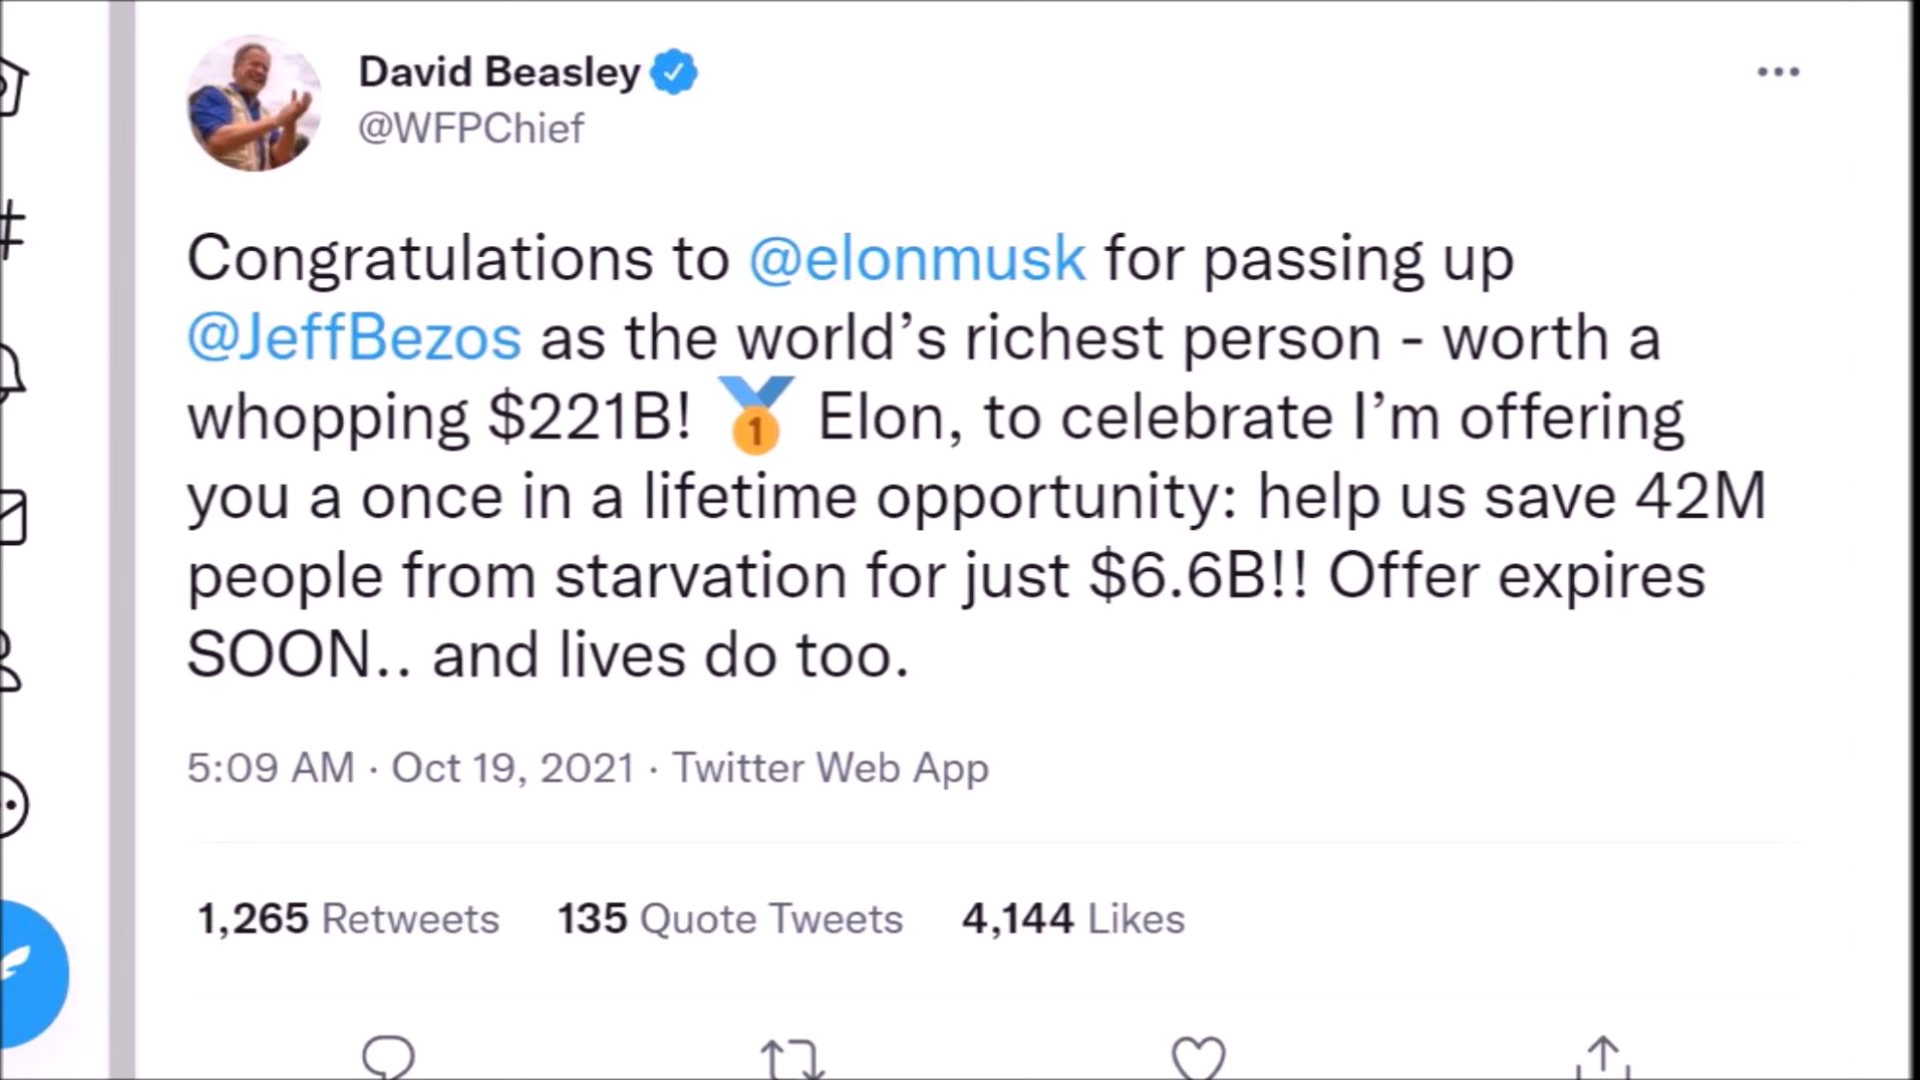 David Beasley
@WFPChief
Congratulations to @elonmusk for passing up
@JeffBezos as the world’s richest person - worth a
whopping $221B! 🥇 Elon, to celebrate I’m offering
you a once in a lifetime opportunity: help us save 42M
people from starvation for just $6.6B!! Offer expires
SOON.. and lives do too.
5:09 AM · Oct 19, 2021 · Twitter Web App
1,265 Retweets 135 Quote Tweets 4,144 Likes